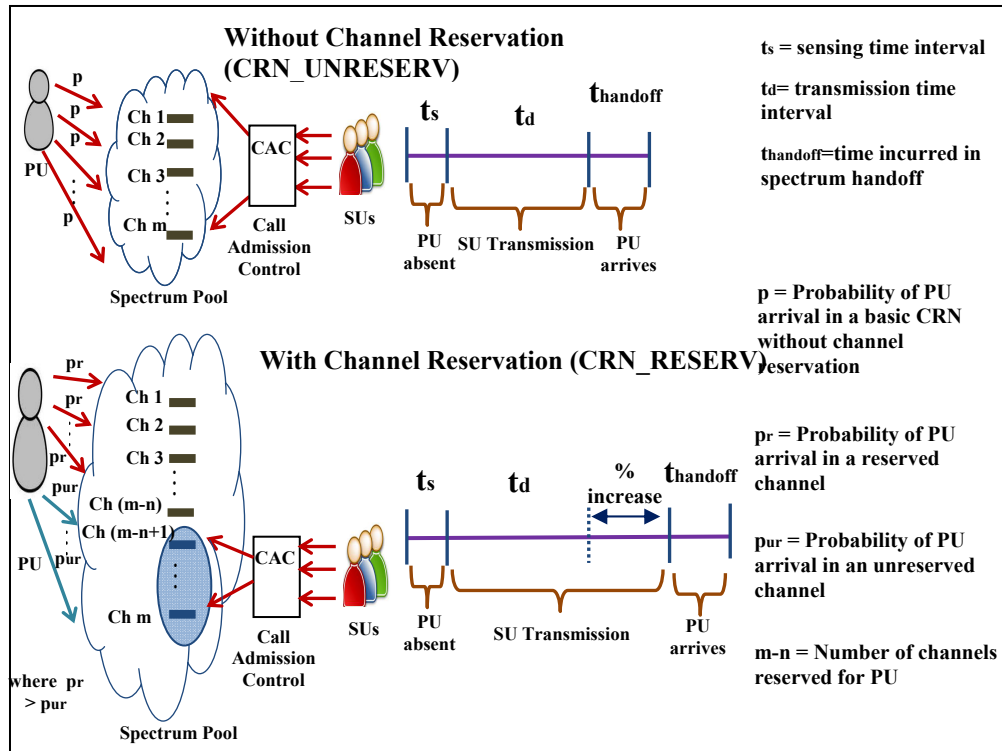 Without Channel Reservation
(CRN_UNRESERV)
p
p
p
p
PU
Ch 1
Ch 2
Ch 3
Ch m
Spectrum Pool
CAC
Call
Admission
Control
SUs
ts
td
thandoff
PU
absent
SU Transmission
PU
arrives
ts = sensing time interval
td= transmission time
interval
thandoff=time incurred in
spectrum handoff
p = Probability of PU
arrival in a basic CRN
without channel
reservation
With Channel Reservation (CRN_RESERV)
pr
pr
pr
pur
pur
PU
Ch 1
Ch 2
Ch 3
Ch (m-n)
Ch (m-n+1)
Ch m
where pr
> pur
Spectrum Pool
CAC
Call
Admission
Control
SUs
ts
td
%
increase
thandoff
PU
absent
SU Transmission
PU
arrives
pr = Probability of PU
arrival in a reserved
channel
pur = Probability of PU
arrival in an unreserved
channel
m-n = Number of channels
reserved for PU